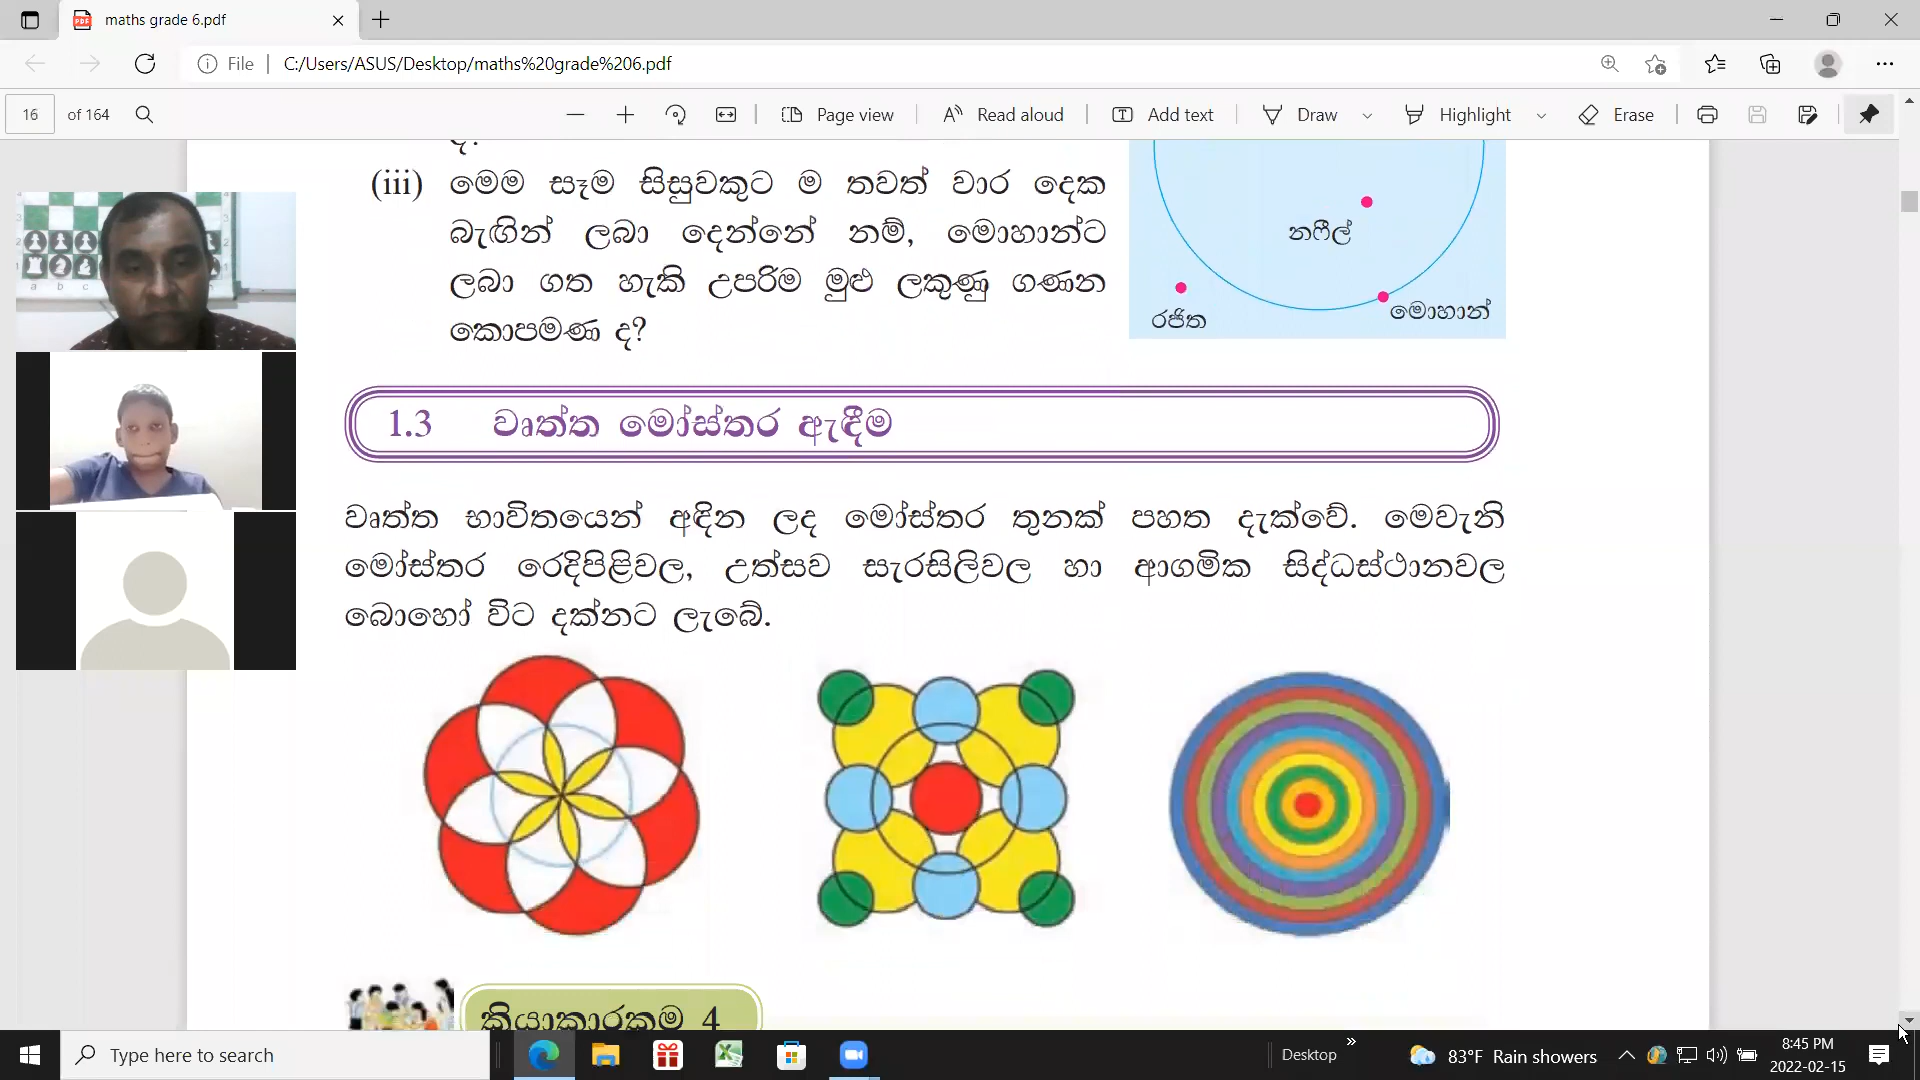 maths grade 6.pdf
File
C:/Users/ASUS/Desktop/maths%20grade%206.pdf
16 of 164
Page view
Read aloud
Add text
Draw
Highlight
Erase
ද?
(iii) මෙම සෑම සිසුවකුට ම තවත් වාර දෙක
බැඟින් ලබා දෙන්නේ නම්, මොහාන්ට
ලබා ගත හැකි උපරිම මුළු ලකුණු ගණන
කොපමණ ද?
නෆීල්
රජිත
මොහාන්
1.3 වෘත්ත මෝස්තර ඇඳීම
වෘත්ත භාවිතයෙන් අඳින ලද මෝස්තර තුනක් පහත දැක්වේ. මෙවැනි
මෝස්තර රෙදිපිළිවල, උත්සව සැරසිලිවල හා ආගමික සිද්ධස්ථානවල
බොහෝ විට දක්නට ලැබේ.
ක්‍රියාකාරකම 4
Type here to search
Desktop
83°F Rain showers
8:45 PM
2022-02-15